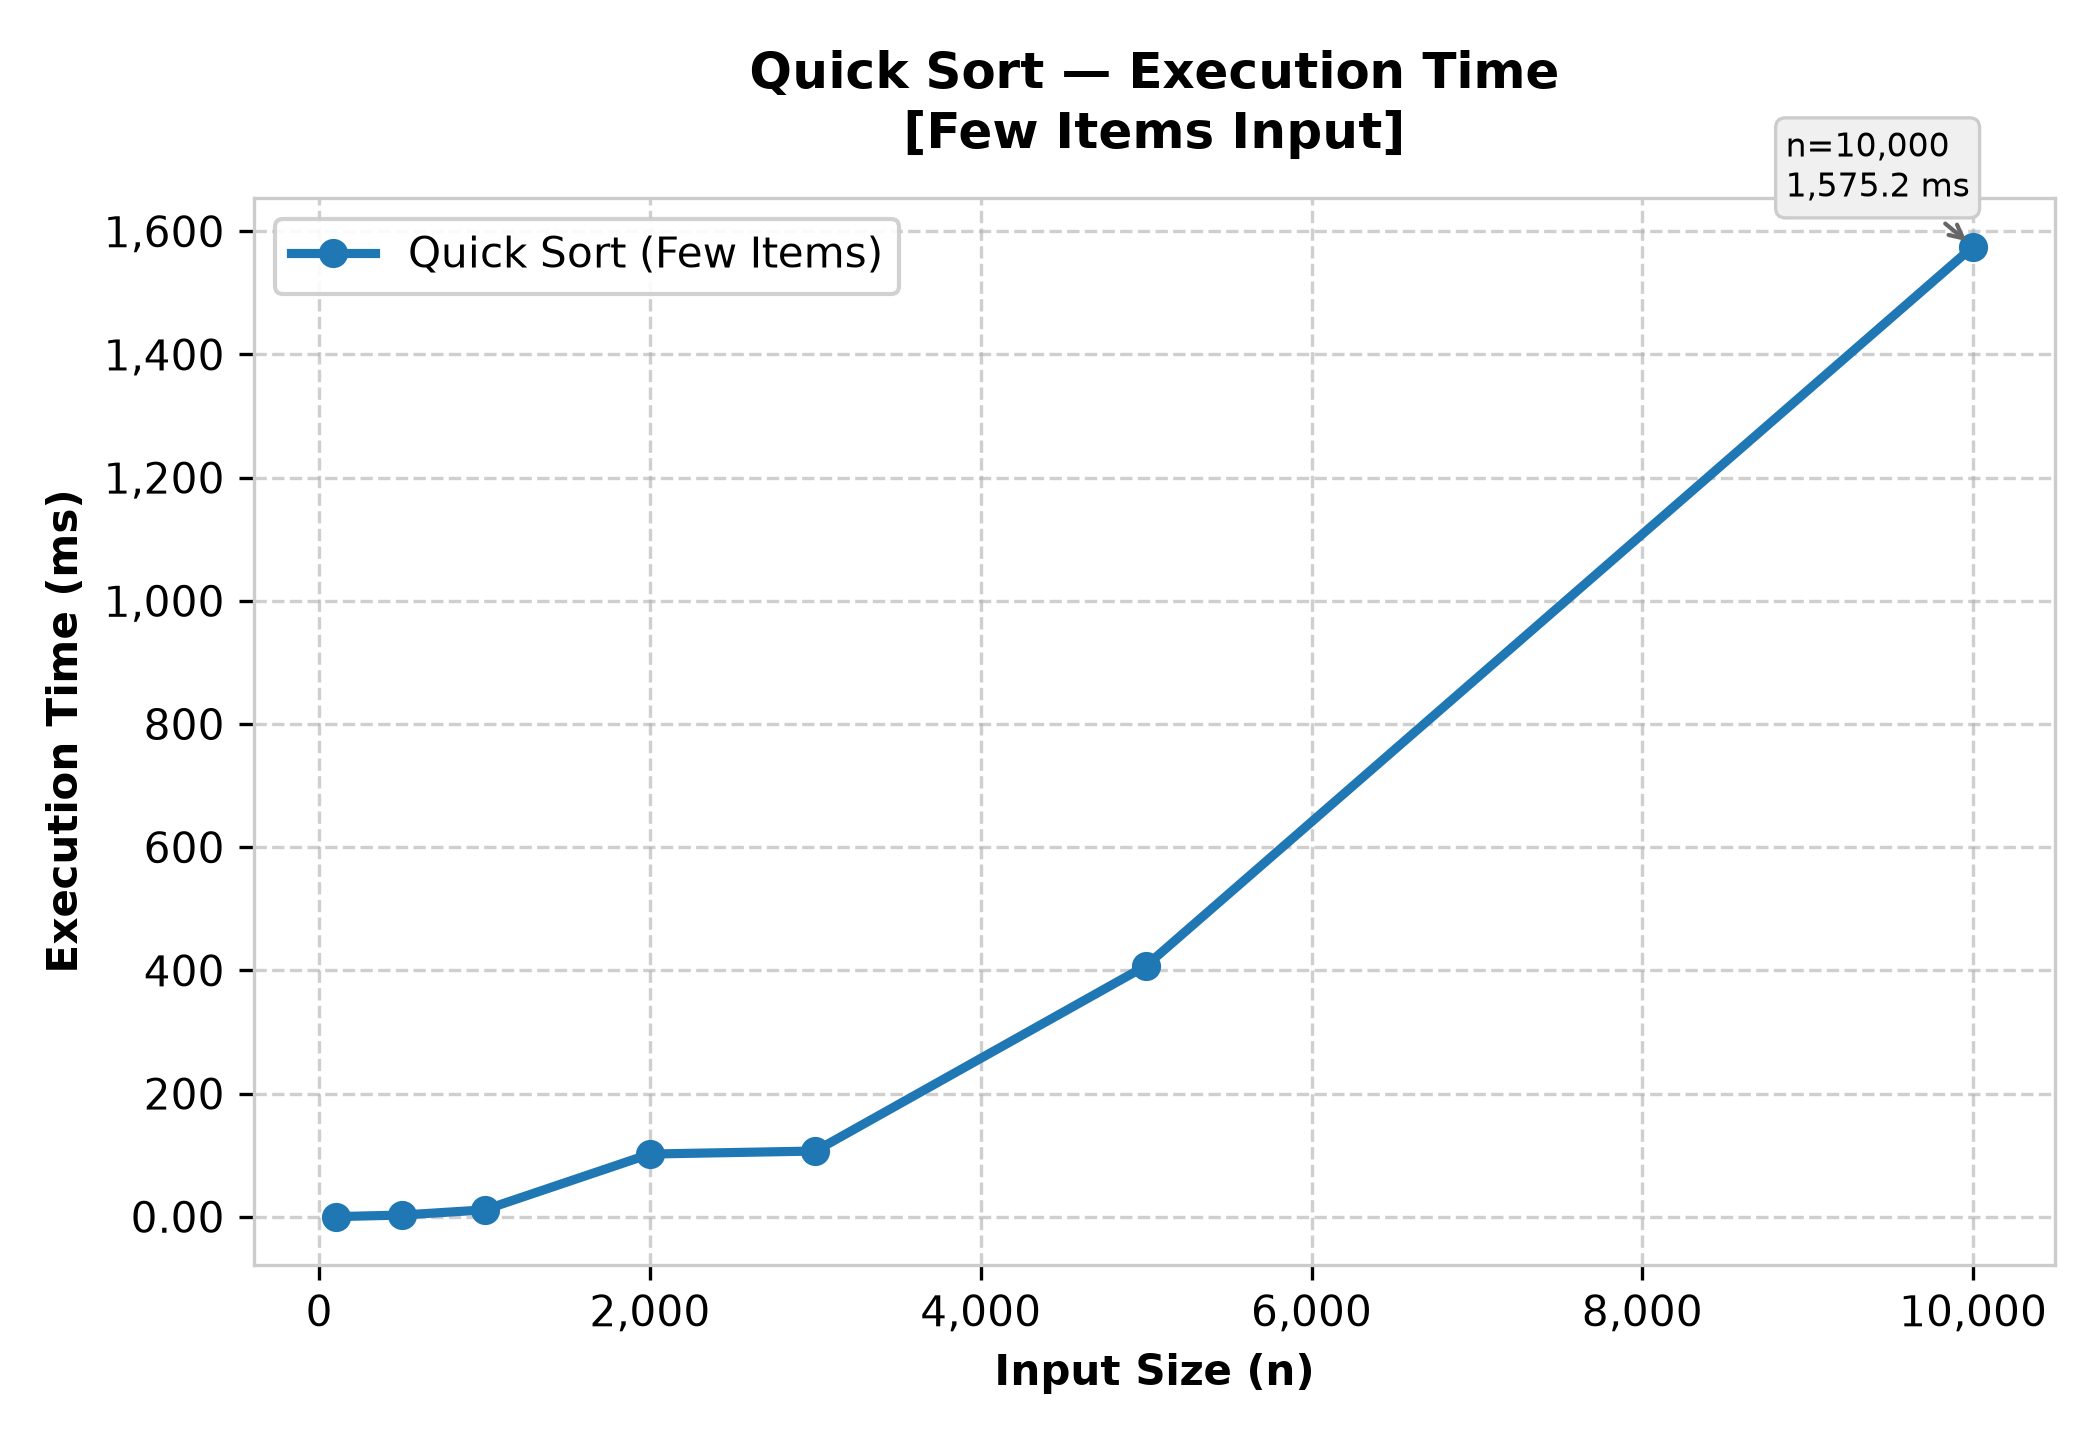 Quick Sort — Execution Time
[Few Items Input]
n=10,000
1,575.2 ms
Quick Sort (Few Items)
1,600
1,400
1,200
1,000
800
600
400
200
0.00
Execution Time (ms)
0
2,000
4,000
6,000
8,000
10,000
Input Size (n)